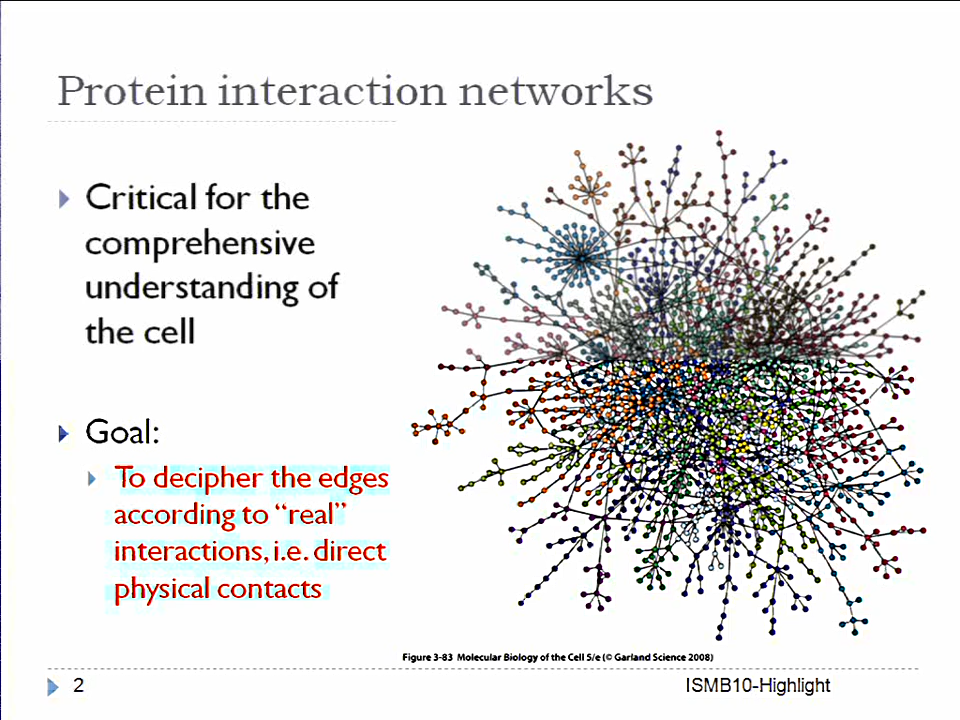 Protein interaction networks
Critical for the
comprehensive
understanding of
the cell
Goal:
To decipher the edges
according to “real”
interactions, i.e. direct
physical contacts
Figure 3-83 Molecular Biology of the Cell 5/e (© Garland Science 2008)
2
ISMB10-Highlight